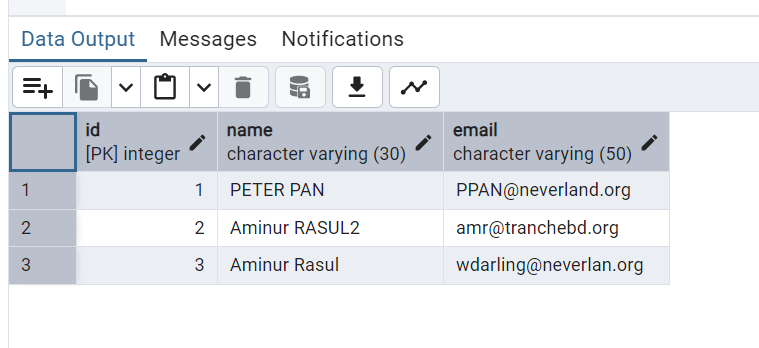 Data Output Messages Notifications
id name email
[PK] integer character varying (30) character varying (50)
1 1 PETER PAN PPAN@neverland.org
2 2 Aminur RASUL2 amr@tranchebd.org
3 3 Aminur Rasul wdarling@neverlan.org